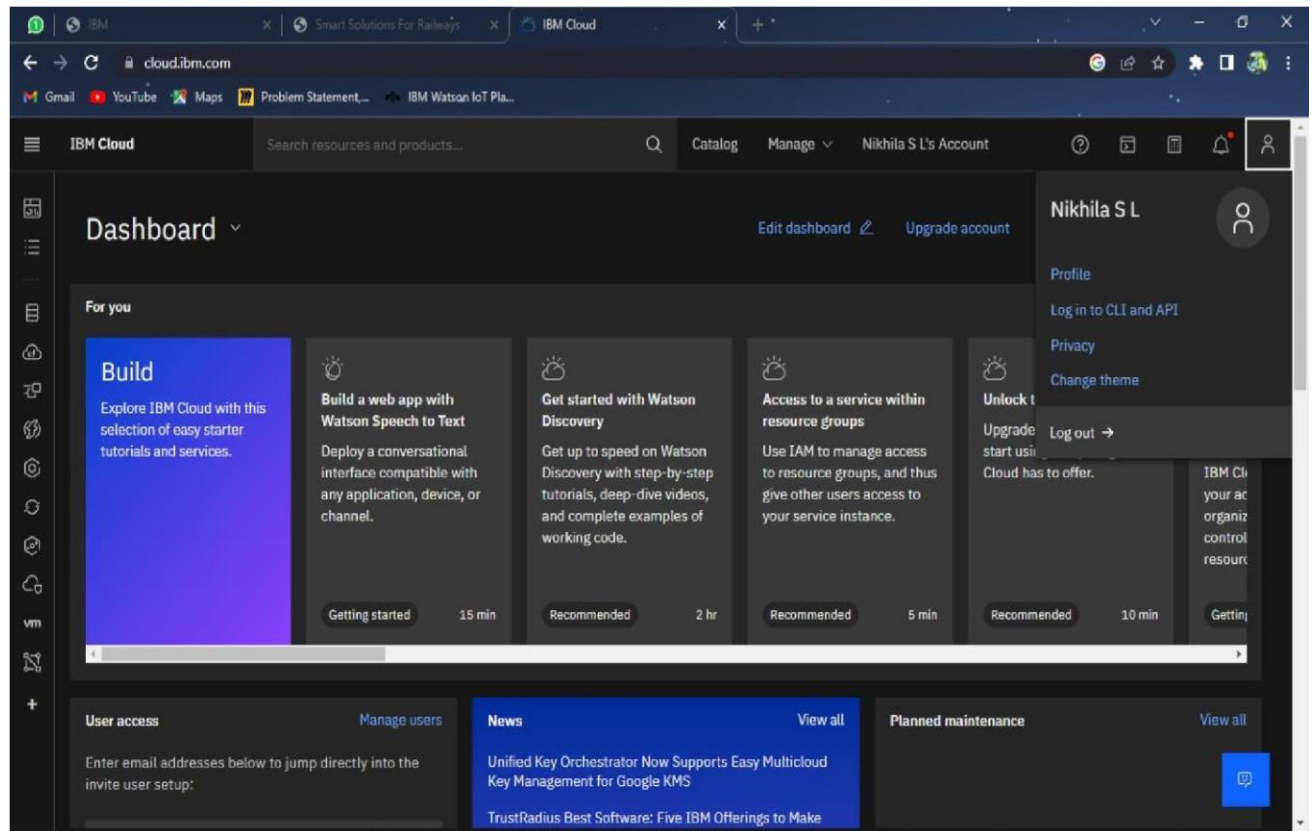 IBM
Smart Solutions For Railways
IBM Cloud
cloud.ibm.com
Gmail
YouTube
Maps
Problem Statement,...
IBM Watson IoT Pla...
IBM Cloud
Search resources and products...
Catalog
Manage
Nikhila S L's Account
Nikhila S L
Profile
Log in to CLI and API
Privacy
Change theme
Log out →
Dashboard
Edit dashboard
Upgrade account
For you
Build
Explore IBM Cloud with this
selection of easy starter
tutorials and services.
Build a web app with
Watson Speech to Text
Deploy a conversational
interface compatible with
any application, device, or
channel.
Getting started
15 min
Get started with Watson
Discovery
Get up to speed on Watson
Discovery with step-by-step
tutorials, deep-dive videos,
and complete examples of
working code.
Recommended
2 hr
Access to a service within
resource groups
Use IAM to manage access
to resource groups, and thus
give other users access to
your service instance.
Recommended
5 min
Unlock
Upgrade
start
Cloud has to offer.
Recommended
10 min
IBM
your
vm
User access
Manage users
Enter email addresses below to jump directly into the
invite user setup:
News
View all
Unified Key Orchestrator Now Supports Easy Multicloud
Key Management for Google KMS
TrustRadius Best Software: Five IBM Offerings to Make
Planned maintenance
View all